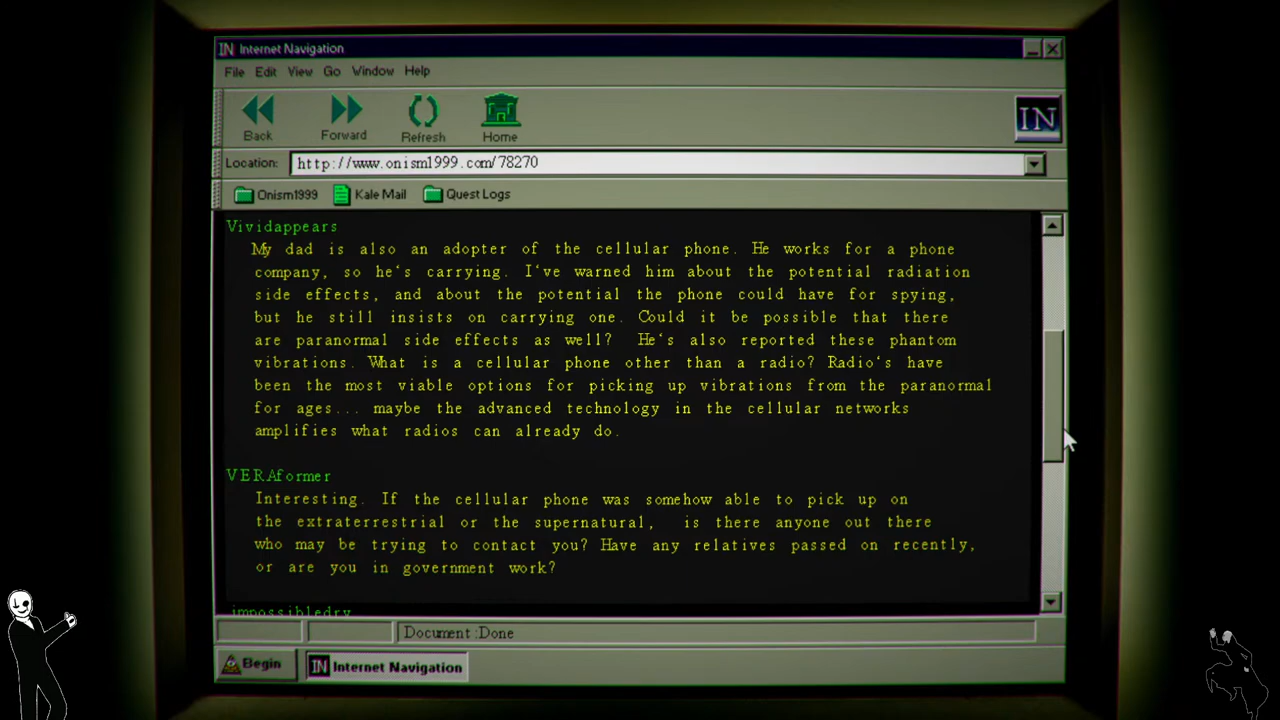 IN Internet Navigation
File Edit View Go Window Help
Back Forward Refresh Home
IN
Location: http://www.onism1999.com/78270
Onism1999 Kale Mail Quest Logs
Vividappears
My dad is also an adopter of the cellular phone. He works for a phone
company, so he's carrying. I've warned him about the potential radiation
side effects, and about the potential the phone could have for spying,
but he still insists on carrying one. Could it be possible that there
are paranormal side effects as well? He's also reported these phantom
vibrations. What is a cellular phone other than a radio? Radio's have
been the most viable options for picking up vibrations from the paranormal
for ages... maybe the advanced technology in the cellular networks
amplifies what radios can already do.
VERAformer
Interesting. If the cellular phone was somehow able to pick up on
the extraterrestrial or the supernatural, is there anyone out there
who may be trying to contact you? Have any relatives passed on recently,
or are you in government work?
impossibledry
Document :Done
Begin IN Internet Navigation